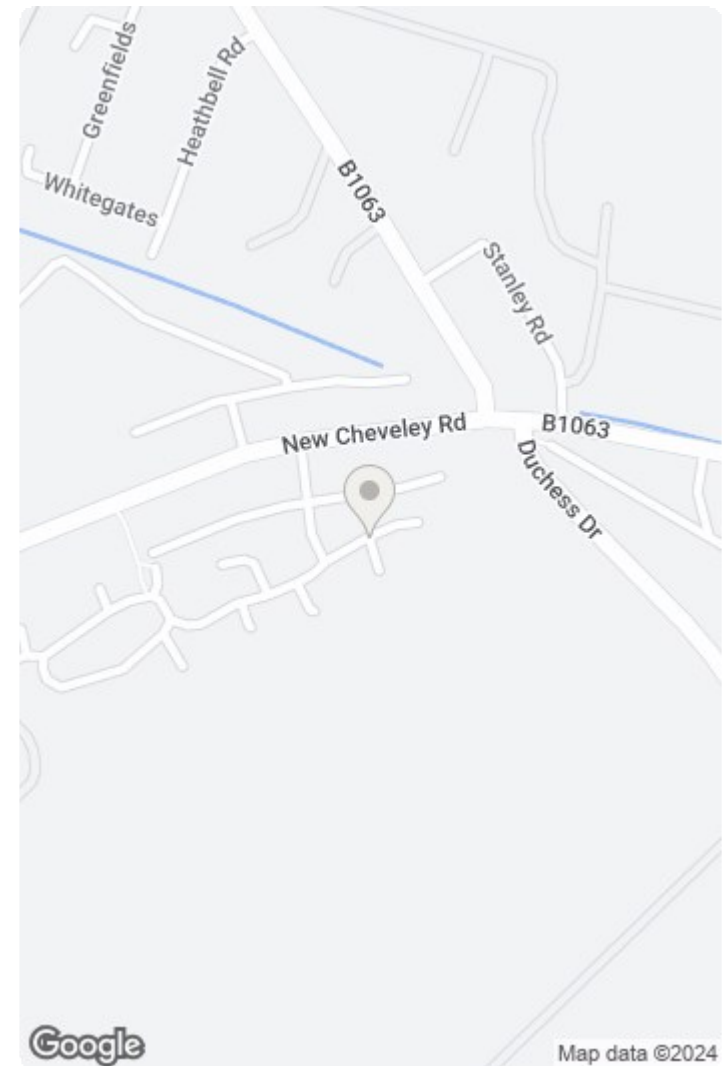 Greenfields
Heathbell Rd
Whitegates
B1063
Stanley Rd
New Cheveley Rd
B1063
Duchess Dr
Google
Map data ©2024